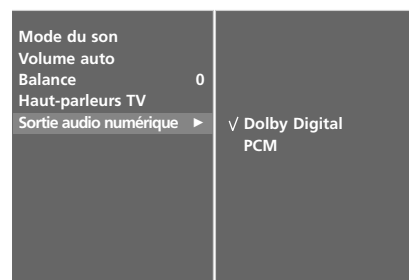 Mode du son
Volume auto
Balance 0
Haut-parleurs TV
Sortie audio numérique ►
√ Dolby Digital
PCM